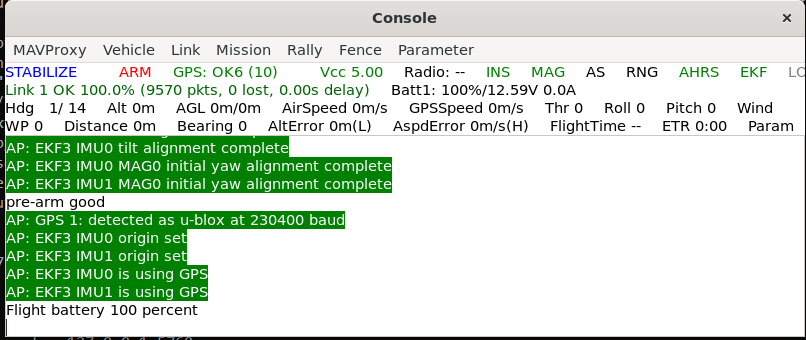 Console
MAVProxy Vehicle Link Mission Rally Fence Parameter
STABILIZE ARM GPS: OK6 (10) Vcc 5.00 Radio: -- INS MAG AS RNG AHRS EKF LO
Link 1 OK 100.0% (9570 pkts, 0 lost, 0.00s delay) Batt1: 100%/12.59V 0.0A
Hdg 1/ 14 Alt 0m AGL 0m/0m AirSpeed 0m/s GPSSpeed 0m/s Thr 0 Roll 0 Pitch 0 Wind
WP 0 Distance 0m Bearing 0 AltError 0m(L) AspdError 0m/s(H) FlightTime -- ETR 0:00 Param
AP: EKF3 IMU0 tilt alignment complete
AP: EKF3 IMU0 MAG0 initial yaw alignment complete
AP: EKF3 IMU1 MAG0 initial yaw alignment complete
pre-arm good
AP: GPS 1: detected as u-blox at 230400 baud
AP: EKF3 IMU0 origin set
AP: EKF3 IMU1 origin set
AP: EKF3 IMU0 is using GPS
AP: EKF3 IMU1 is using GPS
Flight battery 100 percent